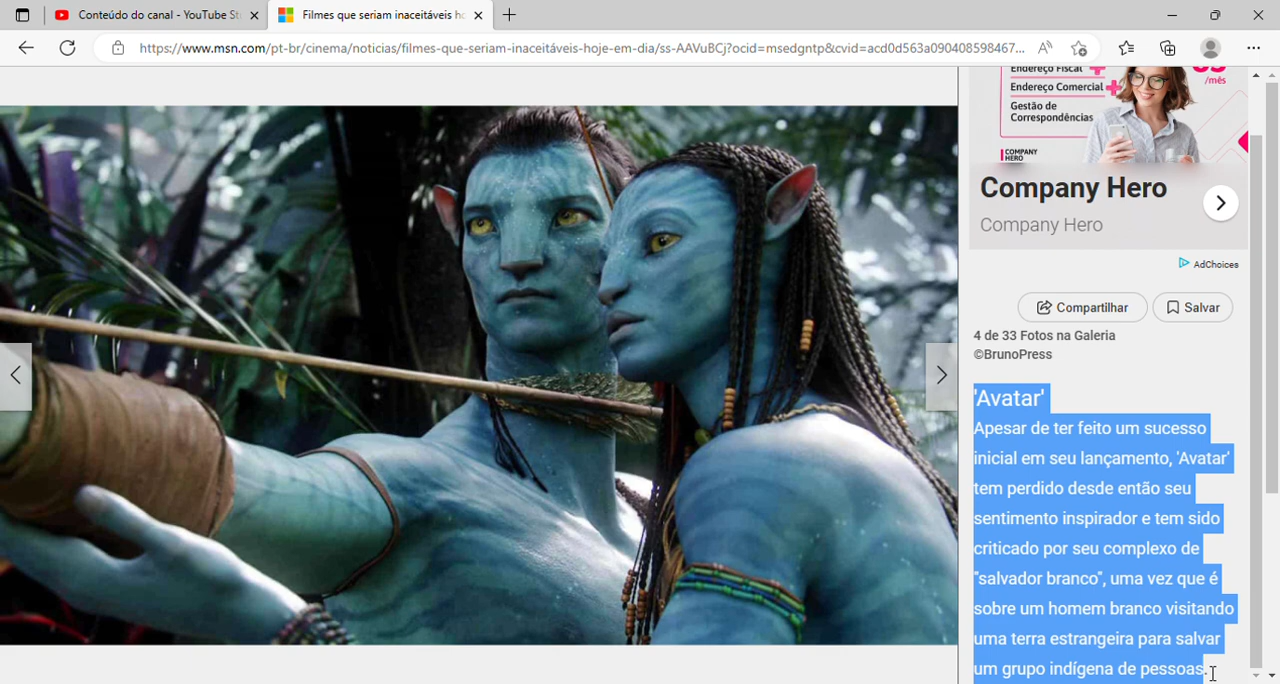 Conteúdo do canal - YouTube St
Filmes que seriam inaceitáveis ho
https://www.msn.com/pt-br/cinema/noticias/filmes-que-seriam-inaceitáveis-hoje-em-dia/ss-AAVuBCj?ocid=msedgntp&cvid=acd0d563a090408598467...
Endereço Fiscal
/mês
Endereço Comercial
Gestão de
Correspondências
COMPANY
HERO
Company Hero
Company Hero
AdChoices
Compartilhar
Salvar
4 de 33 Fotos na Galeria
©BrunoPress
'Avatar'
Apesar de ter feito um sucesso
inicial em seu lançamento, 'Avatar'
tem perdido desde então seu
sentimento inspirador e tem sido
criticado por seu complexo de
"salvador branco", uma vez que é
sobre um homem branco visitando
uma terra estrangeira para salvar
um grupo indígena de pessoas.